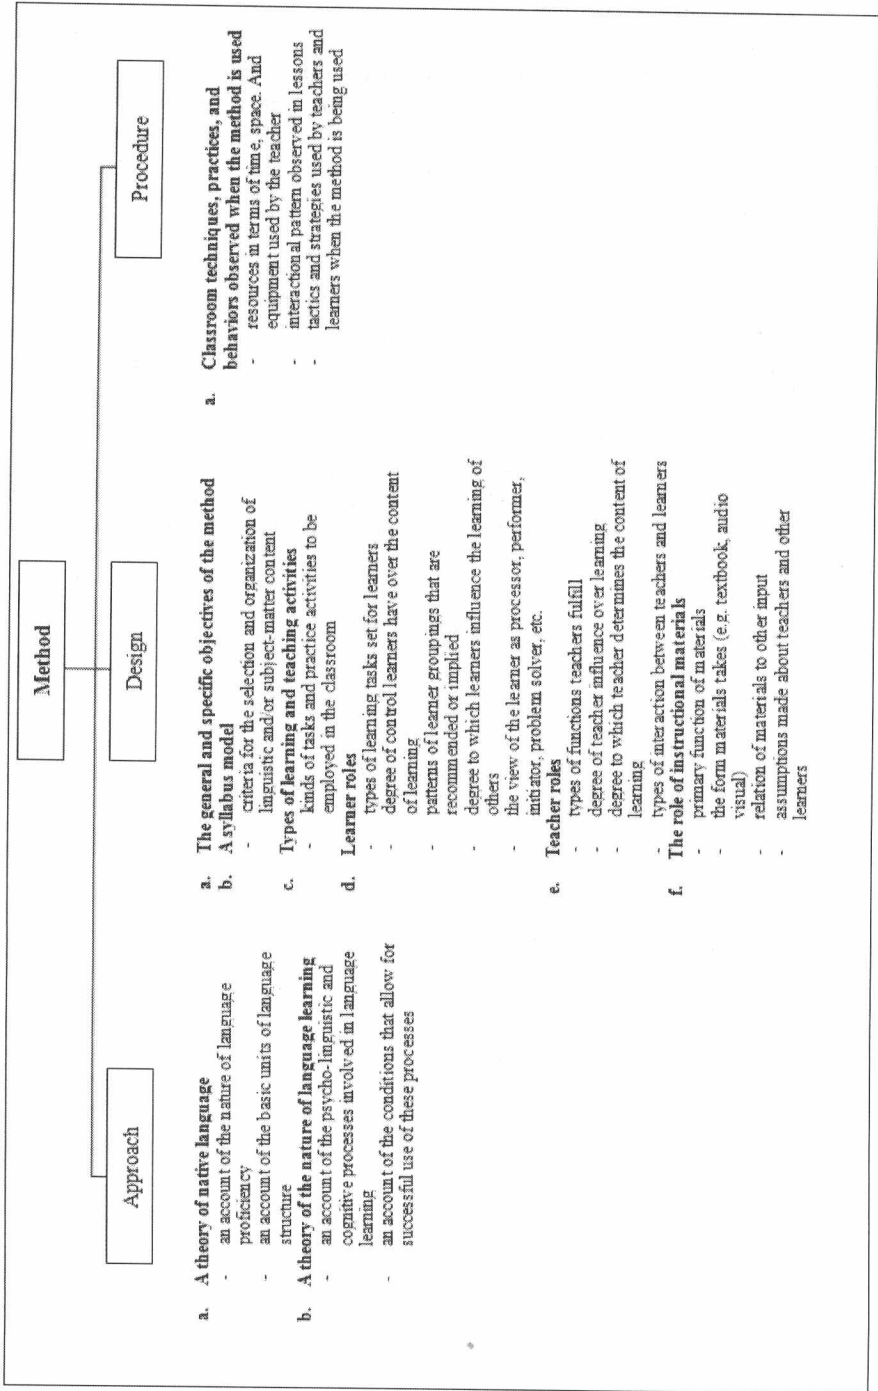 Method
Approach
Design
Procedure
a. A theory of native language
- an account of the nature of language
proficiency
- an account of the basic units of language
structure
b. A theory of the nature of language learning
- an account of the psycho-linguistic and
cognitive processes involved in language
learning
- an account of the conditions that allow for
successful use of these processes
a. The general and specific objectives of the method
b. A syllabus model
- criteria for the selection and organization of
linguistic and/or subject-matter content
c. Types of learning and teaching activities
- kinds of tasks and practice activities to be
employed in the classroom
d. Learner roles
- types of learning tasks set for learners
- degree of control learners have over the content
of learning
- patterns of learner groupings that are
recommended or implied
- degree to which learners influence the learning of
others
- the view of the learner as processor, performer,
initiator, problem solver, etc.
e. Teacher roles
- types of functions teachers fulfill
- degree of teacher influence over learning
- degree to which teacher determines the content of
learning
- types of interaction between teachers and learners
f. The role of instructional materials
- primary function of materials
- the form materials takes (e.g. textbook, audio
visual)
- relation of materials to other input
- assumptions made about teachers and other
learners
a. Classroom techniques, practices, and
behaviors observed when the method is used
- resources in terms of time, space. And
equipment used by the teacher
- interactional pattern observed in lessons
- tactics and strategies used by teachers and
learners when the method is being used